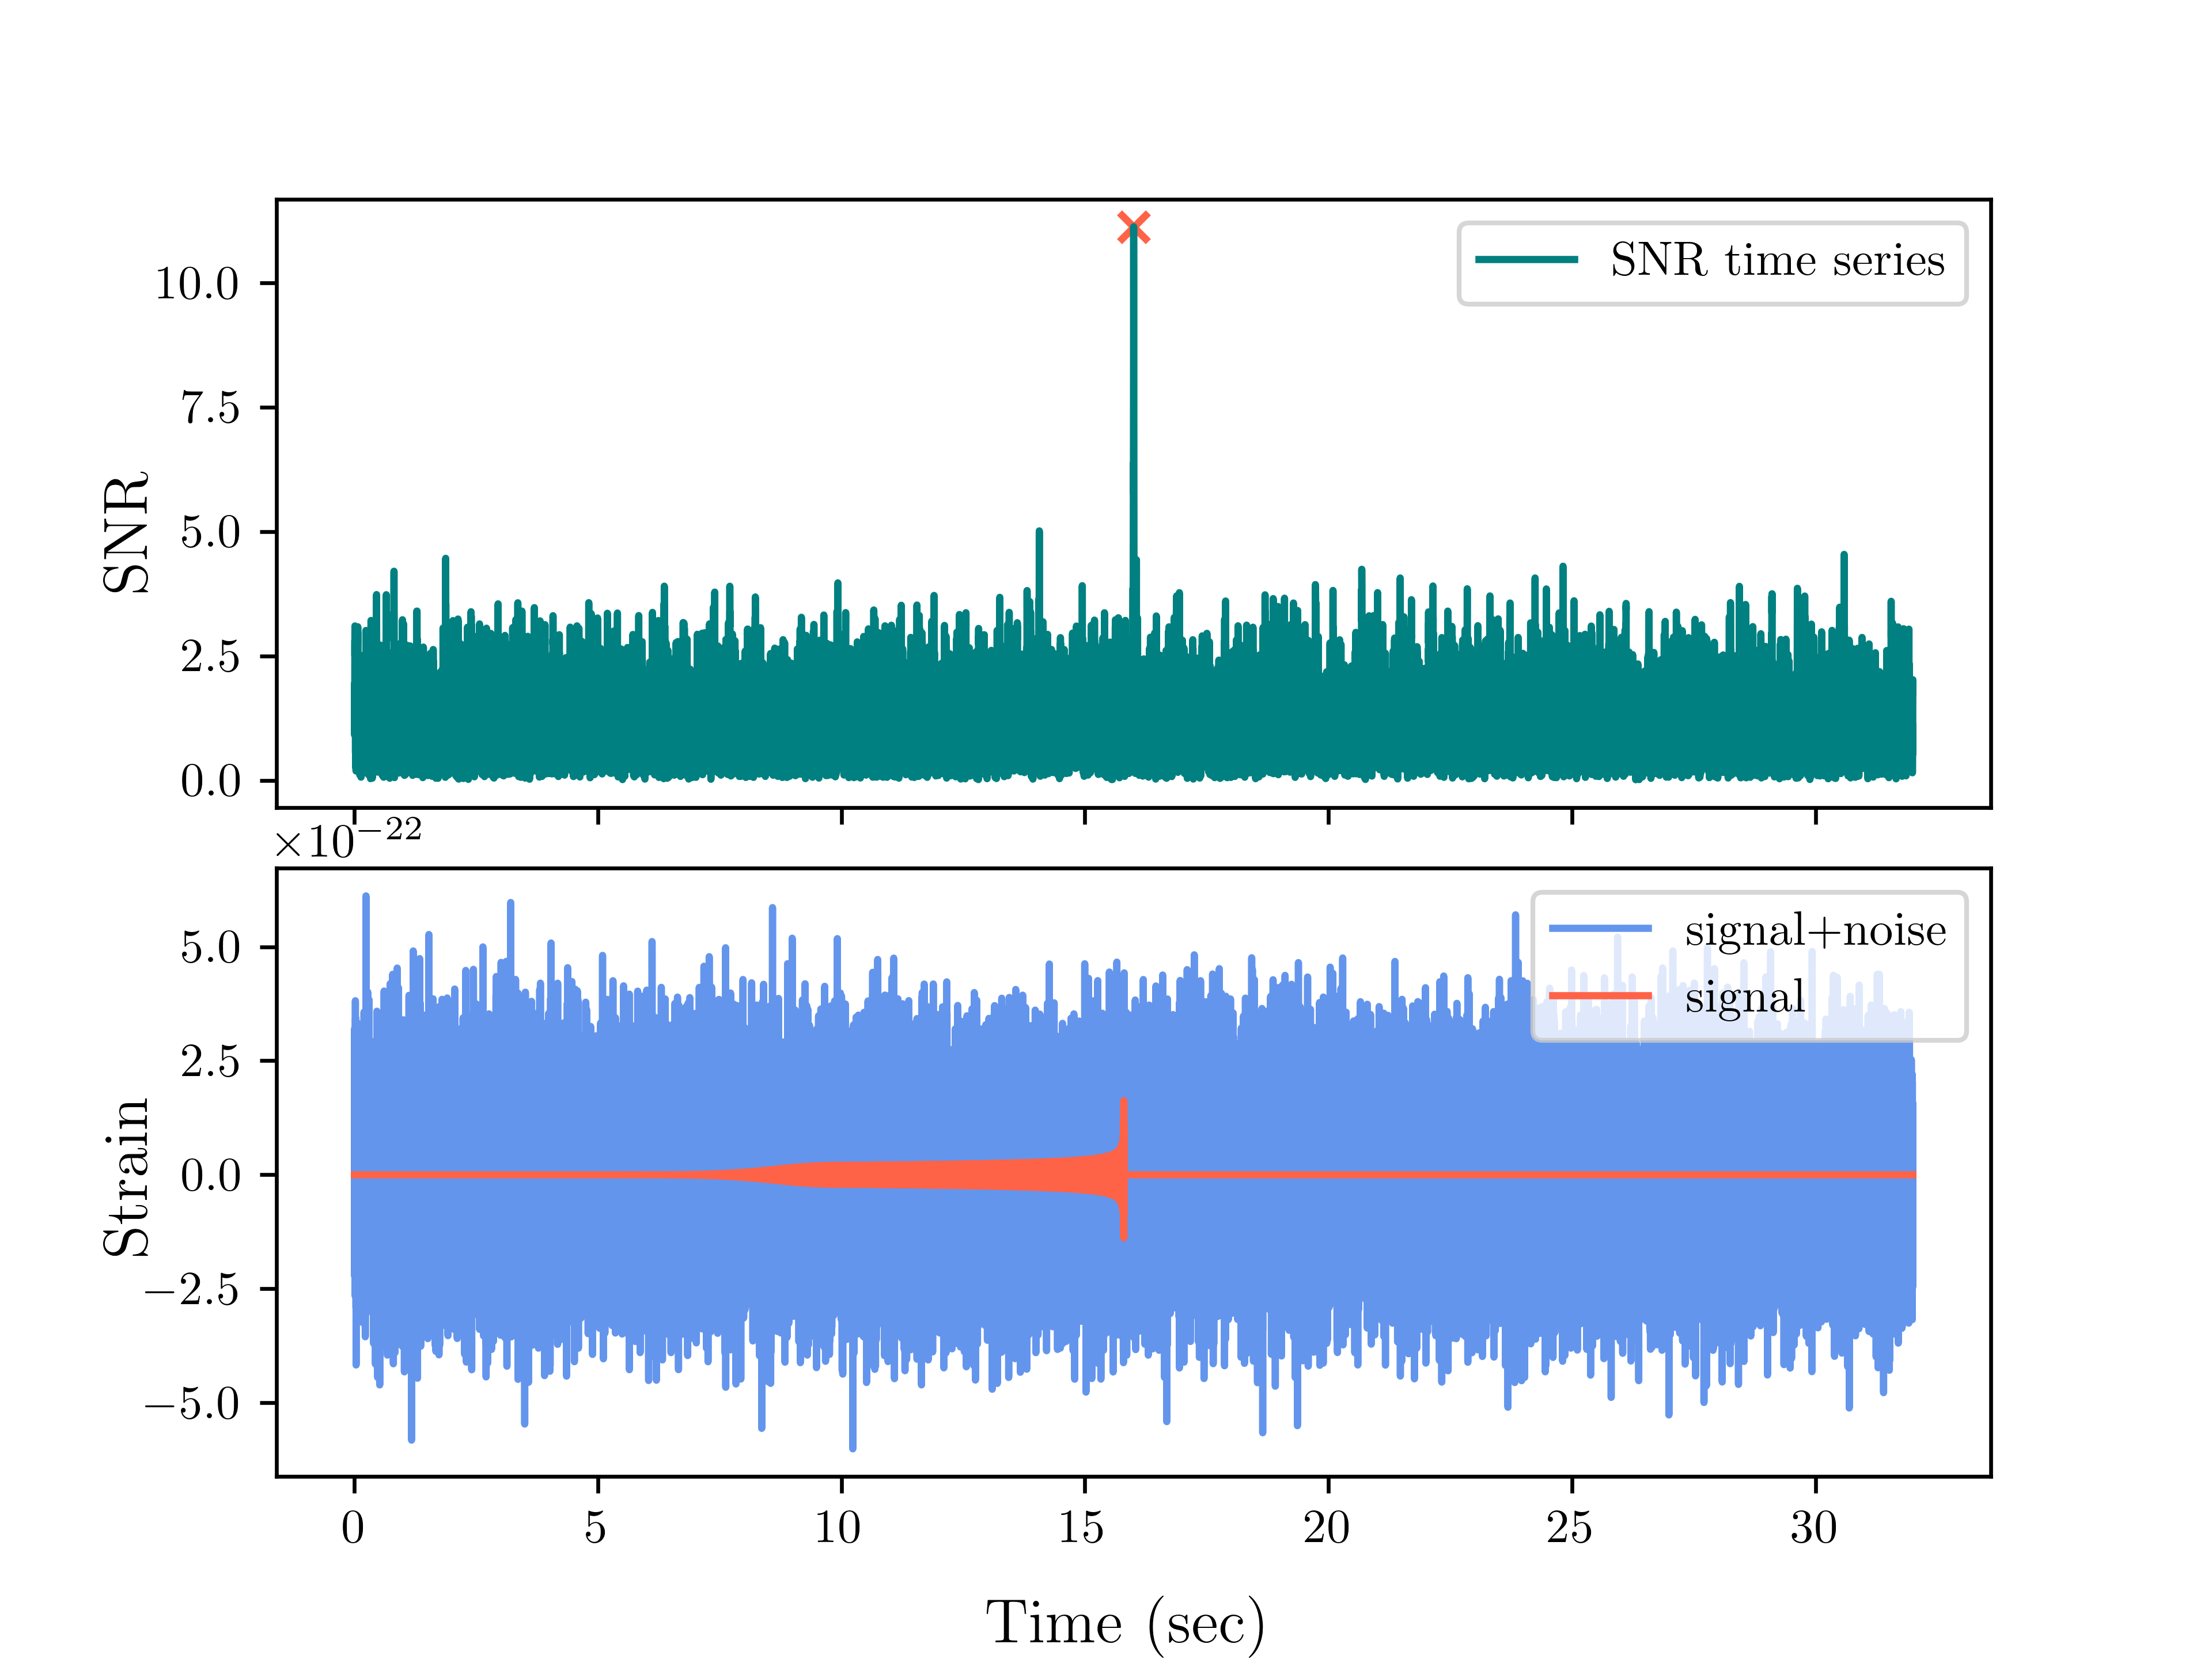 SNR time series
10.0
7.5
5.0
2.5
0.0
SNR
×10⁻²²
signal+noise
signal
5.0
2.5
0.0
−2.5
−5.0
Strain
0 5 10 15 20 25 30
Time (sec)